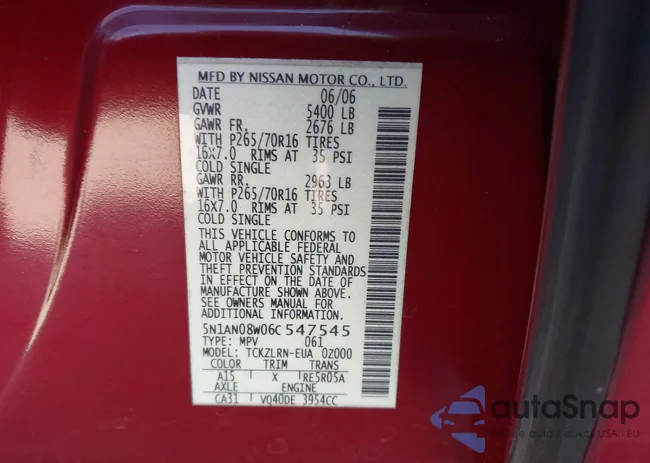 MFD BY NISSAN MOTOR CO., LTD.
DATE 06/06
GVWR 5400 LB
GAWR FR. 2676 LB
WITH P265/70R16 TIRES
16X7.0 RIMS AT 35 PSI
COLD SINGLE
GAWR RR. 2963 LB
WITH P265/70R16 TIRES
16X7.0 RIMS AT 35 PSI
COLD SINGLE
THIS VEHICLE CONFORMS TO
ALL APPLICABLE FEDERAL
MOTOR VEHICLE SAFETY AND
THEFT PREVENTION STANDARDS
IN EFFECT ON THE DATE OF
MANUFACTURE SHOWN ABOVE.
SEE OWNERS MANUAL FOR
ADDITIONAL INFORMATION.
5N1AN08W06C547545
TYPE: MPV 061
MODEL: TCKZLRN-EUA 0Z000
COLOR TRIM TRANS
A15 X RE5R05A
AXLE ENGINE
CA31 VQ40DE 3954CC
autoSnap
USA - EU